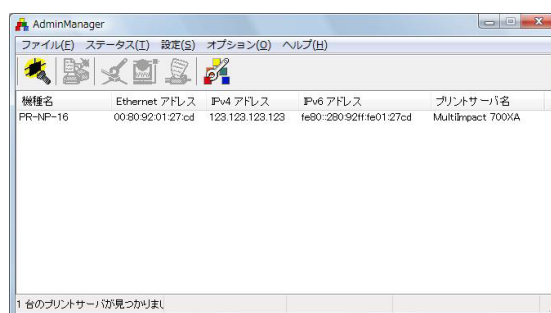 AdminManager
ファイル(F) ステータス(T) 設定(S) オプション(O) ヘルプ(H)
機種名 Ethernet アドレス IPv4 アドレス IPv6 アドレス プリントサーバ名
PR-NP-16 00:80:92:01:27:cd 123.123.123.123 fe80::280:92ff:fe01:27cd MultiImpact 700XA
1 台のプリントサーバが見つかりまし